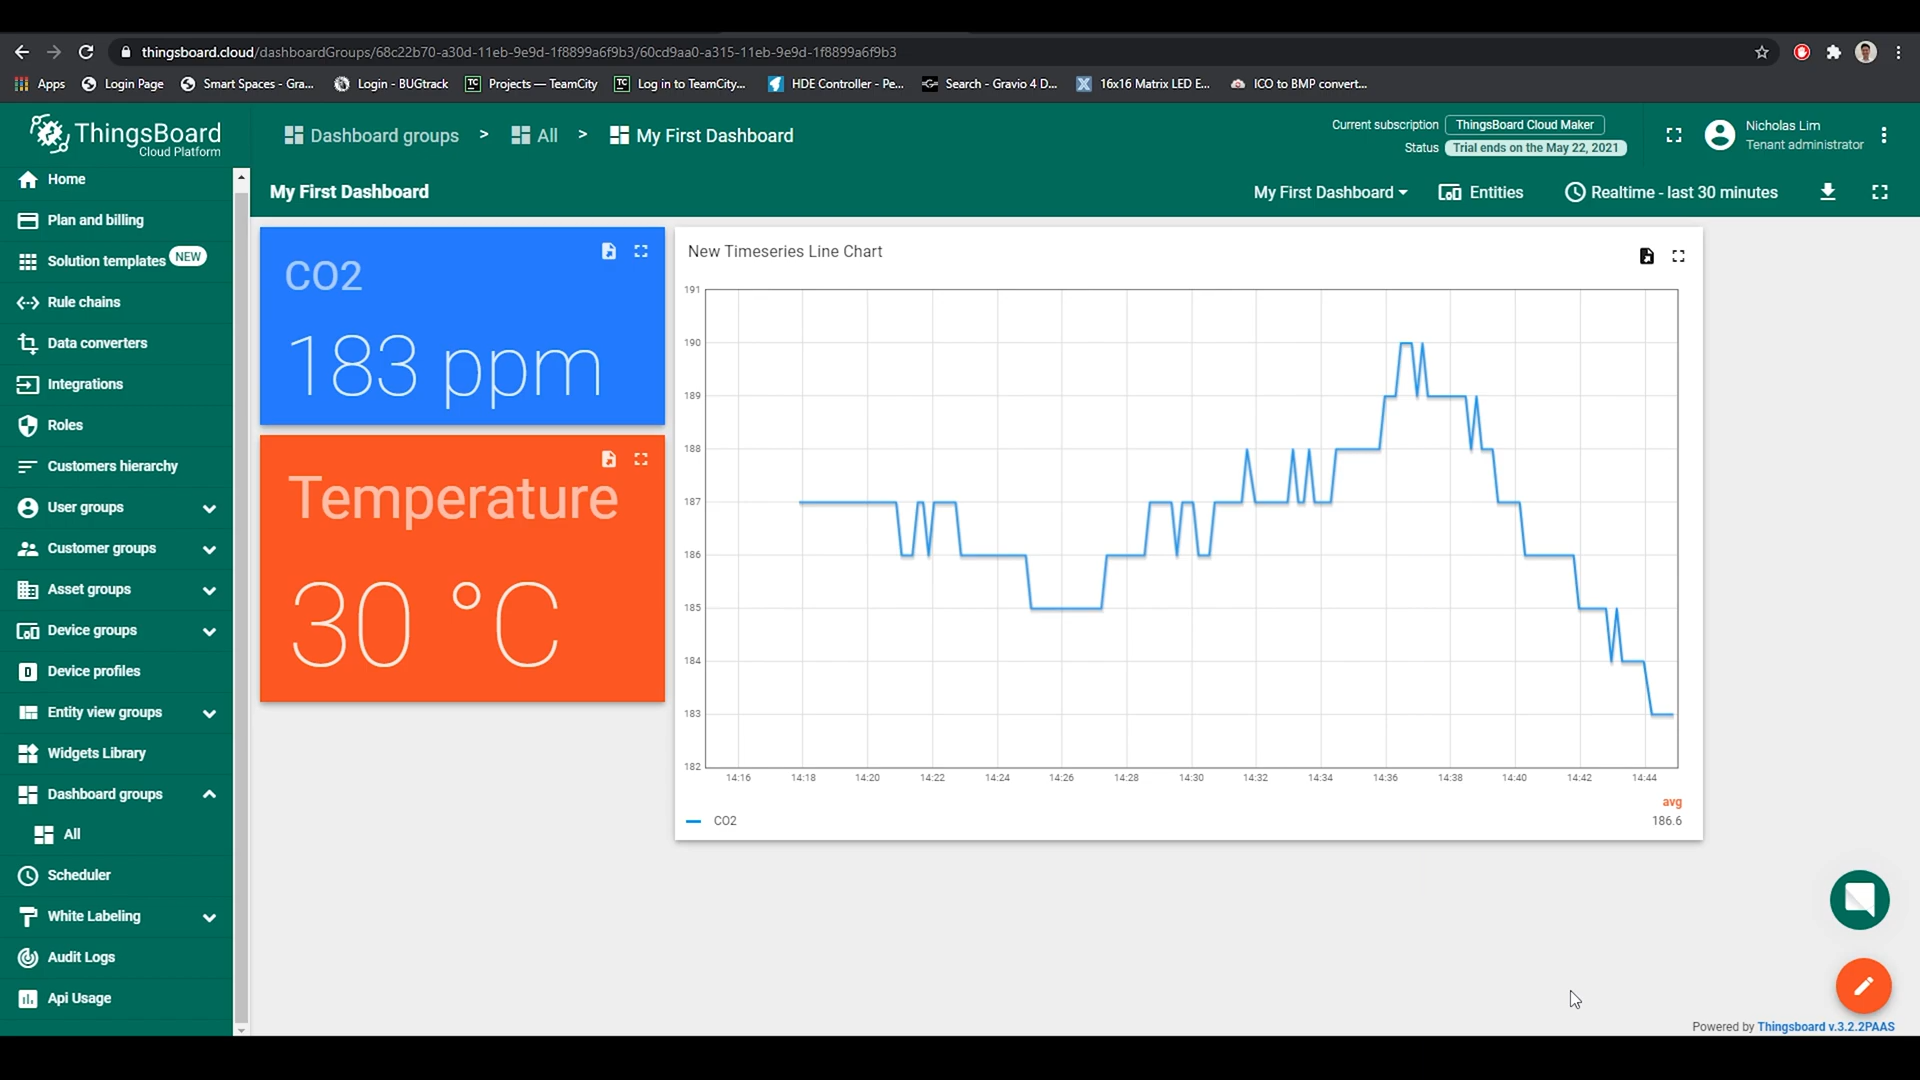 thingsboard.cloud/dashboardGroups/68c22b70-a30d-11eb-9e9d-1f8899a6f9b3/60cd9aa0-a315-11eb-9e9d-1f8899a6f9b3
Apps Login Page Smart Spaces - Gra... Login - BUGtrack TC Projects — TeamCity TC Log in to TeamCity... HDE Controller - Pe... Search - Gravio 4 D... X 16x16 Matrix LED E... ICO to BMP convert...
ThingsBoard
Cloud Platform
Dashboard groups > All > My First Dashboard
Current subscription ThingsBoard Cloud Maker
Status Trial ends on the May 22, 2021
Nicholas Lim
Tenant administrator
My First Dashboard
My First Dashboard Entities Realtime - last 30 minutes
Home
Plan and billing
Solution templates NEW
Rule chains
Data converters
Integrations
Roles
Customers hierarchy
User groups
Customer groups
Asset groups
Device groups
Device profiles
Entity view groups
Widgets Library
Dashboard groups
All
Scheduler
White Labeling
Audit Logs
Api Usage
CO2
183 ppm
Temperature
30 °C
New Timeseries Line Chart
191
190
189
188
187
186
185
184
183
182
14:16 14:18 14:20 14:22 14:24 14:26 14:28 14:30 14:32 14:34 14:36 14:38 14:40 14:42 14:44
avg
CO2 186.6
Powered by Thingsboard v.3.2.2PAAS